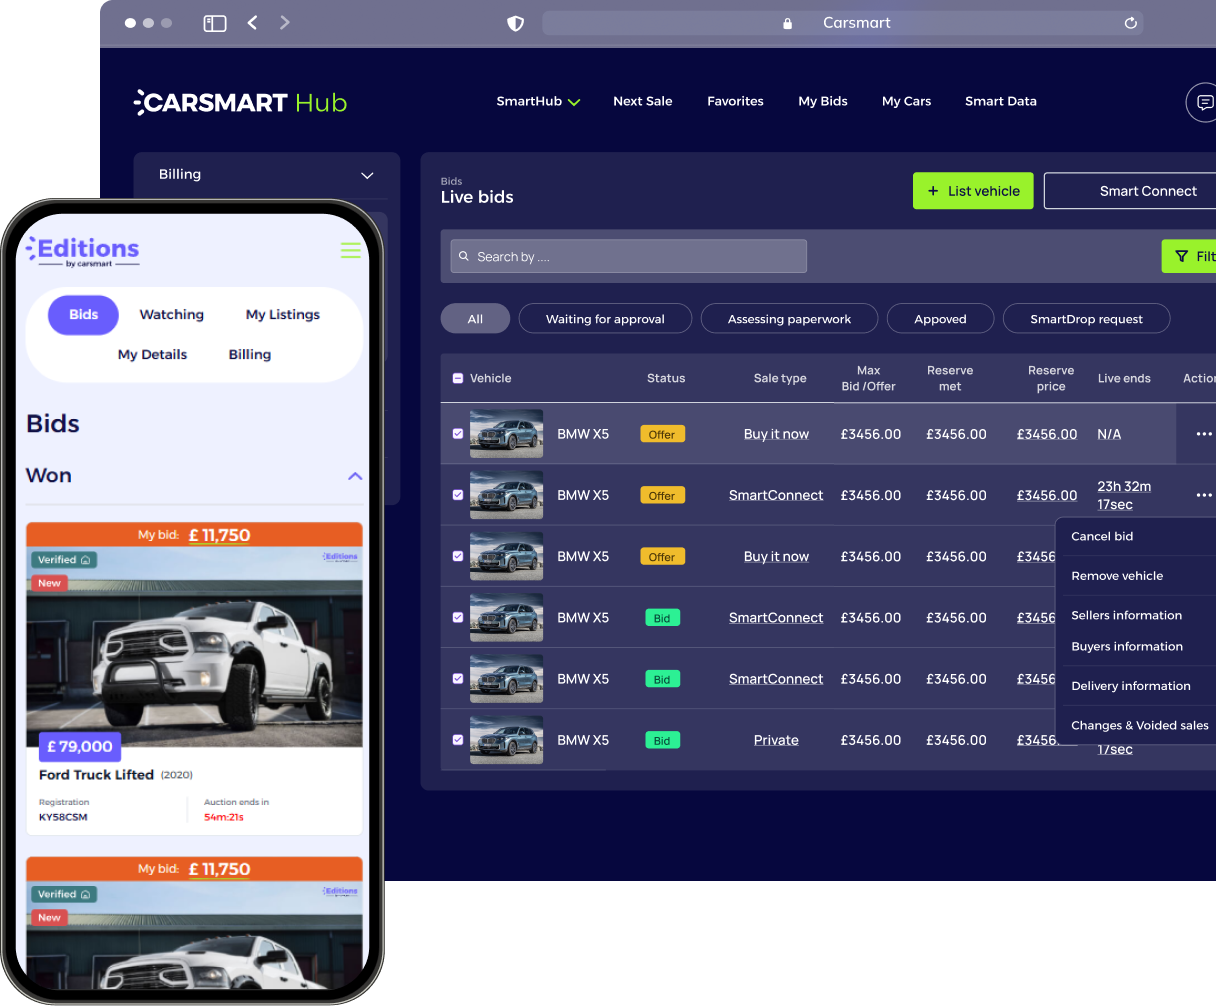 Carsmart
CARSMART Hub
SmartHub
Next Sale
Favorites
My Bids
My Cars
Smart Data
Billing
Bids
Live bids
+ List vehicle
Smart Connect
Search by ....
Filt
All
Waiting for approval
Assessing paperwork
Appoved
SmartDrop request
Vehicle Status Sale type Max Bid /Offer Reserve met Reserve price Live ends Action
BMW X5 Offer Buy it now £3456.00 £3456.00 £3456.00 N/A
BMW X5 Offer SmartConnect £3456.00 £3456.00 £3456.00 23h 32m
17sec
BMW X5 Offer Buy it now £3456.00 £3456.00 £3456
BMW X5 Bid SmartConnect £3456.00 £3456.00 £3456
BMW X5 Bid SmartConnect £3456.00 £3456.00 £3456
BMW X5 Bid Private £3456.00 £3456.00 £3456.
17sec
Cancel bid
Remove vehicle
Sellers information
Buyers information
Delivery information
Changes & Voided sales
Editions
by carsmart
Bids
Watching
My Listings
My Details
Billing
Bids
Won
My bid: £ 11,750
Verified
Editions
New
£ 79,000
Ford Truck Lifted (2020)
Registration
KY58CSM
Auction ends in
54m:21s
My bid: £ 11,750
Verified
Editions
New